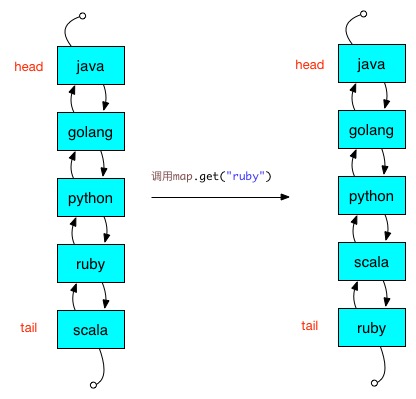 head
java
golang
python
ruby
tail
scala
调用map.get("ruby")
head
java
golang
python
scala
tail
ruby